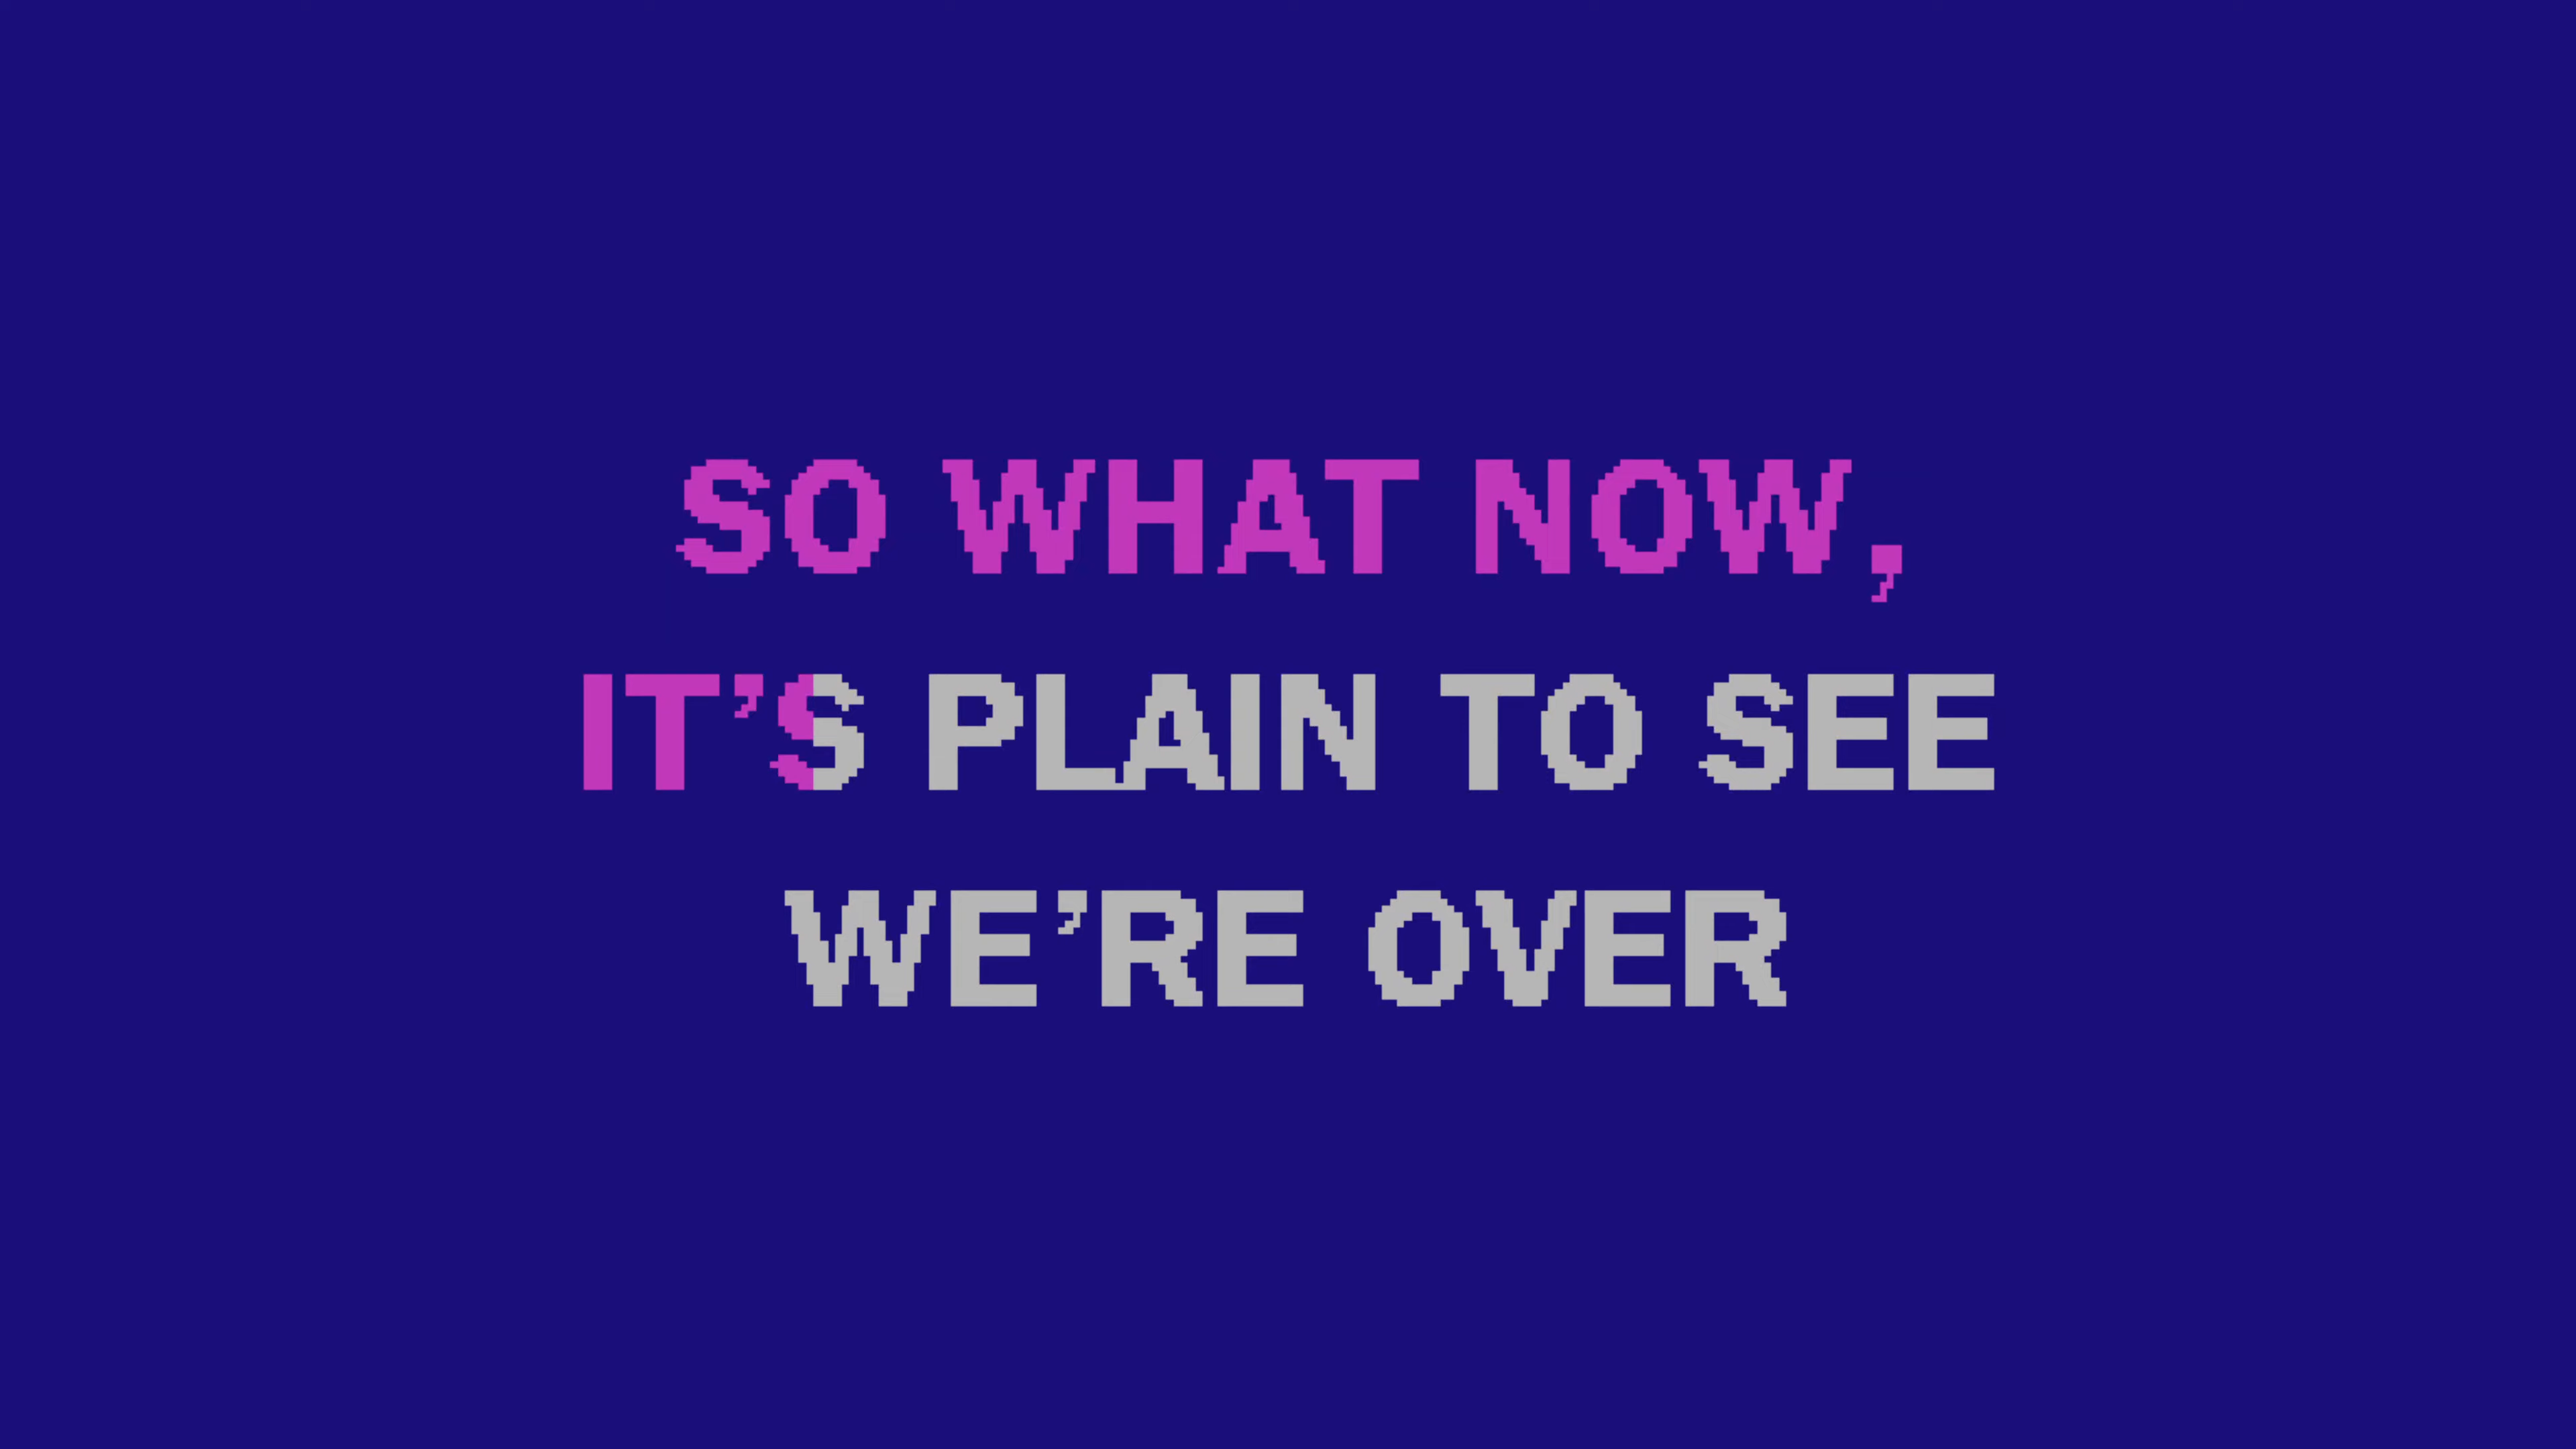 SO WHAT NOW,
IT’S PLAIN TO SEE
WE’RE OVER